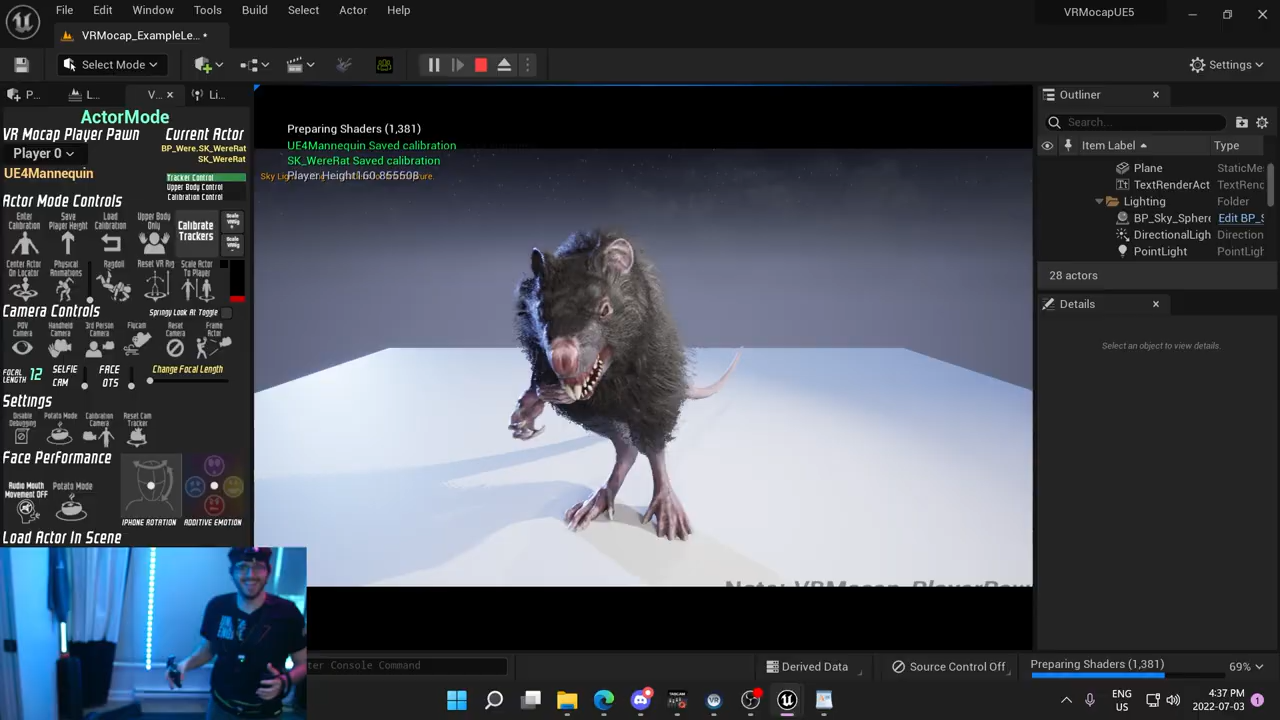 File Edit Window Tools Build Select Actor Help
VRMocapUE5
VRMocap_ExampleLe... •
Select Mode
Settings
P...
L...
V...
Li...
ActorMode
VR Mocap Player Pawn
Current Actor
BP_Were.SK_WereRat
SK_WereRat
Player 0
UE4Mannequin
Tracker Control
Upper Body Control
Calibration Control
Actor Mode Controls
Enter Calibration
Save Player Height
Load Calibration
Upper Body Only
Calibrate Trackers
Scale VRRig +
Scale VRRig -
Center Actor On Locator
Physical Animations
Ragdoll
Reset VR Rig
Scale Actor To Player
Camera Controls
Springy Look At Toggle
POV Camera
Handheld Camera
3rd Person Camera
Flycam
Reset Camera
Frame Actor
FOCAL LENGTH 12
SELFIE CAM
FACE OTS
Change Focal Length
Settings
Disable Debugging
Potato Mode
Calibration Camera
Reset Cam Tracker
Face Performance
Audio Mouth Movement OFF
Potato Mode
IPHONE ROTATION
ADDITIVE EMOTION
Load Actor In Scene
Preparing Shaders (1,381)
UE4Mannequin Saved calibration
SK_WereRat Saved calibration
Player Height160.855508
Outliner
Search...
Item Label
Type
Plane
StaticMe
TextRenderAct
TextRenc
Lighting
Folder
BP_Sky_Sphere
Edit BP_S
DirectionalLigh
Direction
PointLight
PointLigh
28 actors
Details
Select an object to view details.
ter Console Command
Derived Data
Source Control Off
Preparing Shaders (1,381)
69%
ENG
US
4:37 PM
2022-07-03
1